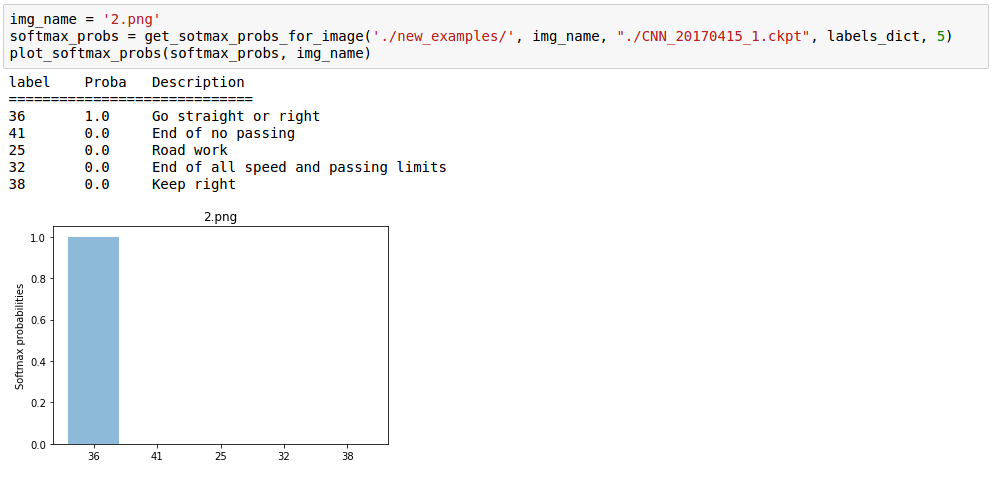 img_name = '2.png'
softmax_probs = get_sotmax_probs_for_image('./new_examples/', img_name, "./CNN_20170415_1.ckpt", labels_dict, 5)
plot_softmax_probs(softmax_probs, img_name)
label Proba Description
=============================
36 1.0 Go straight or right
41 0.0 End of no passing
25 0.0 Road work
32 0.0 End of all speed and passing limits
38 0.0 Keep right
2.png
1.0
0.8
0.6
0.4
0.2
0.0
Softmax probabilities
36 41 25 32 38